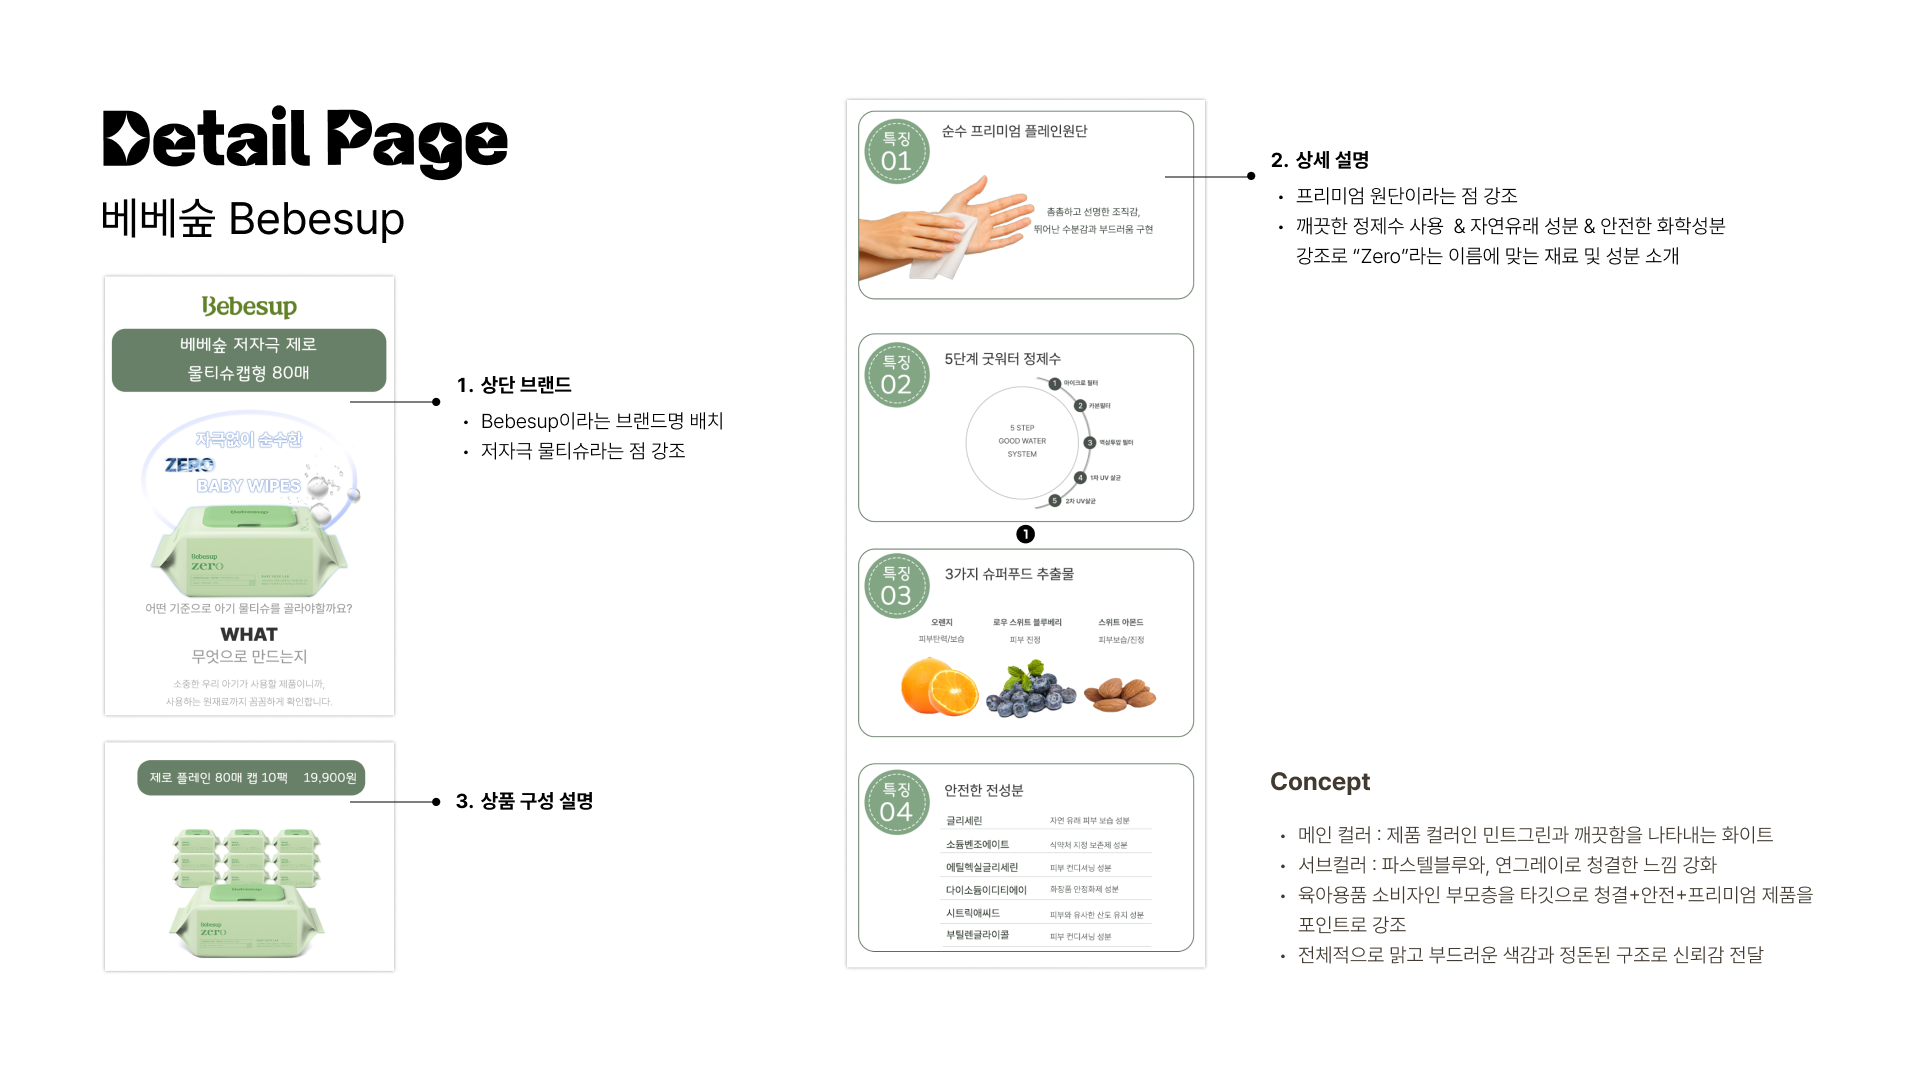 Detail Page
베베숲 Bebesup
Bebesup
베베숲 저자극 제로
물티슈캡형 80매
자극없이 순수한
ZERO
BABY WIPES
Bebesup
zero
어떤 기준으로 아기 물티슈를 골라야할까요?
WHAT
무엇으로 만드는지
소중한 우리 아기가 사용할 제품이니까,
사용하는 원재료까지 꼼꼼하게 확인합니다.
1. 상단 브랜드
• Bebesup이라는 브랜드명 배치
• 저자극 물티슈라는 점 강조
제로 플레인 80매 캡 10팩 19,900원
Bebesup
zero
3. 상품 구성 설명
특징
01
순수 프리미엄 플레인원단
촘촘하고 선명한 조직감,
뛰어난 수분감과 부드러움 구현
특징
02
5단계 굿워터 정제수
5 STEP
GOOD WATER
SYSTEM
1 마이크로 필터
2 카본필터
3 역삼투압 필터
4 1차 UV 살균
5 2차 UV살균
1
특징
03
3가지 슈퍼푸드 추출물
오렌지
피부탄력/보습
로우 스위트 블루베리
피부 진정
스위트 아몬드
피부보습/진정
특징
04
안전한 전성분
글리세린 자연 유래 피부 보습 성분
소듐벤조에이트 식약처 지정 보존제 성분
에틸헥실글리세린 피부 컨디셔닝 성분
다이소듐이디티에이 화장품 안정화제 성분
시트릭애씨드 피부와 유사한 산도 유지 성분
부틸렌글라이콜 피부 컨디셔닝 성분
2. 상세 설명
• 프리미엄 원단이라는 점 강조
• 깨끗한 정제수 사용 & 자연유래 성분 & 안전한 화학성분
강조로 “Zero”라는 이름에 맞는 재료 및 성분 소개
Concept
• 메인 컬러 : 제품 컬러인 민트그린과 깨끗함을 나타내는 화이트
• 서브컬러 : 파스텔블루와, 연그레이로 청결한 느낌 강화
• 육아용품 소비자인 부모층을 타깃으로 청결+안전+프리미엄 제품을
포인트로 강조
• 전체적으로 맑고 부드러운 색감과 정돈된 구조로 신뢰감 전달